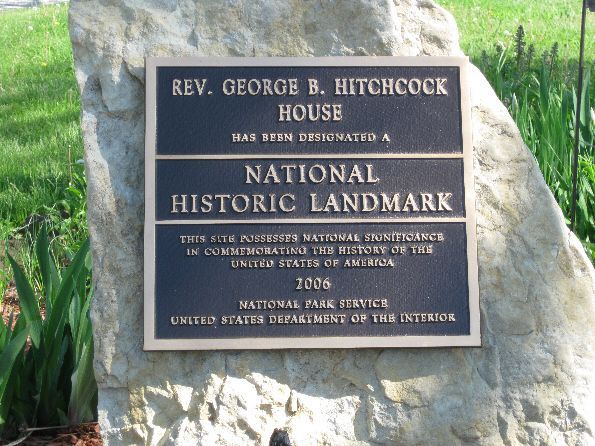 REV. GEORGE B. HITCHCOCK
HOUSE
HAS BEEN DESIGNATED A
NATIONAL
HISTORIC LANDMARK
THIS SITE POSSESSES NATIONAL SIGNIFICANCE
IN COMMEMORATING THE HISTORY OF THE
UNITED STATES OF AMERICA
2006
NATIONAL PARK SERVICE
UNITED STATES DEPARTMENT OF THE INTERIOR